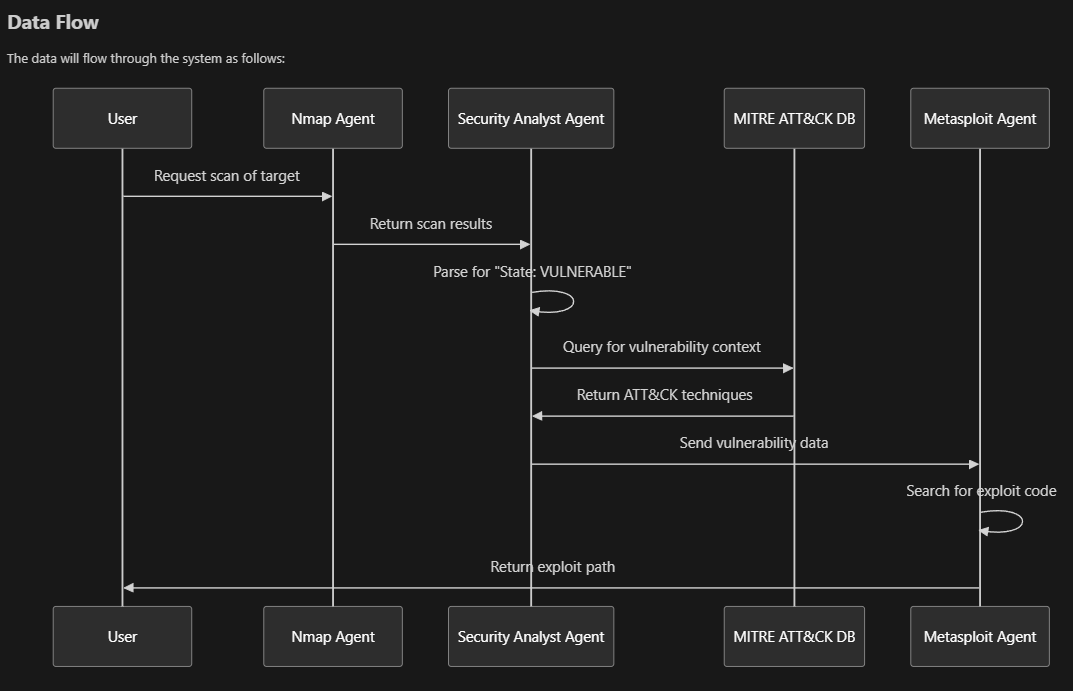 Data Flow
The data will flow through the system as follows:
User
Nmap Agent
Security Analyst Agent
MITRE ATT&CK DB
Metasploit Agent
Request scan of target
Return scan results
Parse for "State: VULNERABLE"
Query for vulnerability context
Return ATT&CK techniques
Send vulnerability data
Search for exploit code
Return exploit path
User
Nmap Agent
Security Analyst Agent
MITRE ATT&CK DB
Metasploit Agent